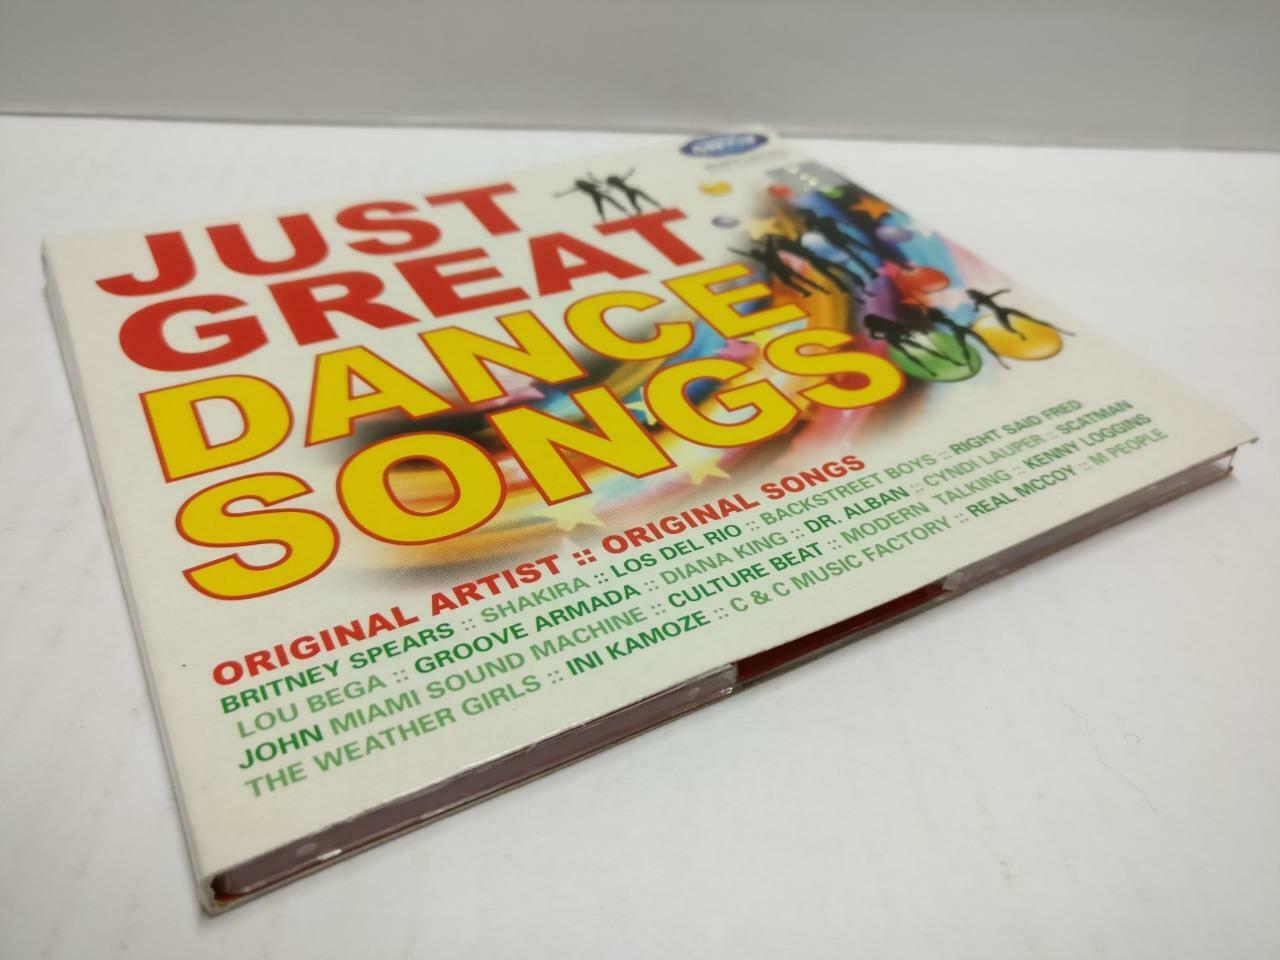 JUST
GREAT
DANCE
SONGS
ORIGINAL ARTIST :: ORIGINAL SONGS
BRITNEY SPEARS :: SHAKIRA :: LOS DEL RIO :: BACKSTREET BOYS :: RIGHT SAID FRED
LOU BEGA :: GROOVE ARMADA :: DIANA KING :: DR. ALBAN :: CYNDI LAUPER :: SCATMAN
JOHN MIAMI SOUND MACHINE :: CULTURE BEAT :: MODERN TALKING :: KENNY LOGGINS
THE WEATHER GIRLS :: INI KAMOZE :: C & C MUSIC FACTORY :: REAL MCCOY :: M PEOPLE